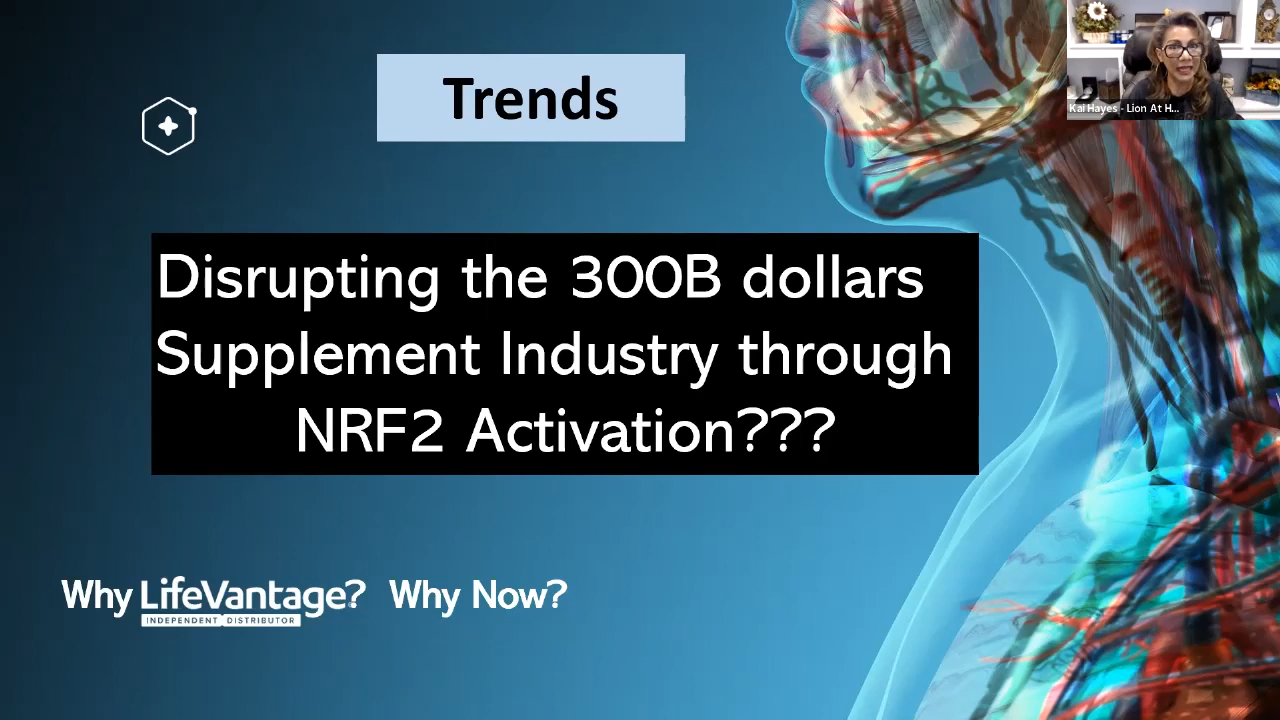 Trends
Kai Hayes - Lion At H...
Disrupting the 300B dollars
Supplement Industry through
NRF2 Activation???
Why LifeVantage? Why Now?
INDEPENDENT DISTRIBUTOR